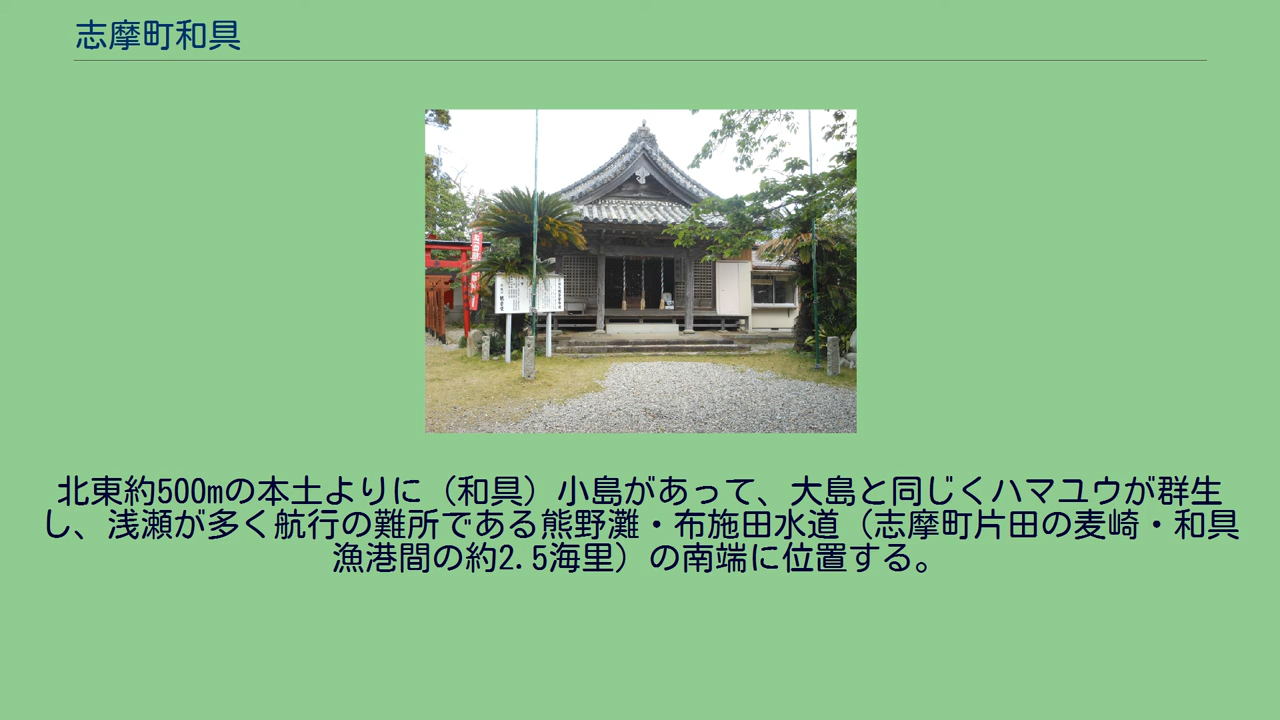 志摩町和具
北東約500mの本土よりに（和具）小島があって、大島と同じくハマユウが群生
し、浅瀬が多く航行の難所である熊野灘・布施田水道（志摩町片田の麦崎・和具
漁港間の約2.5海里）の南端に位置する。